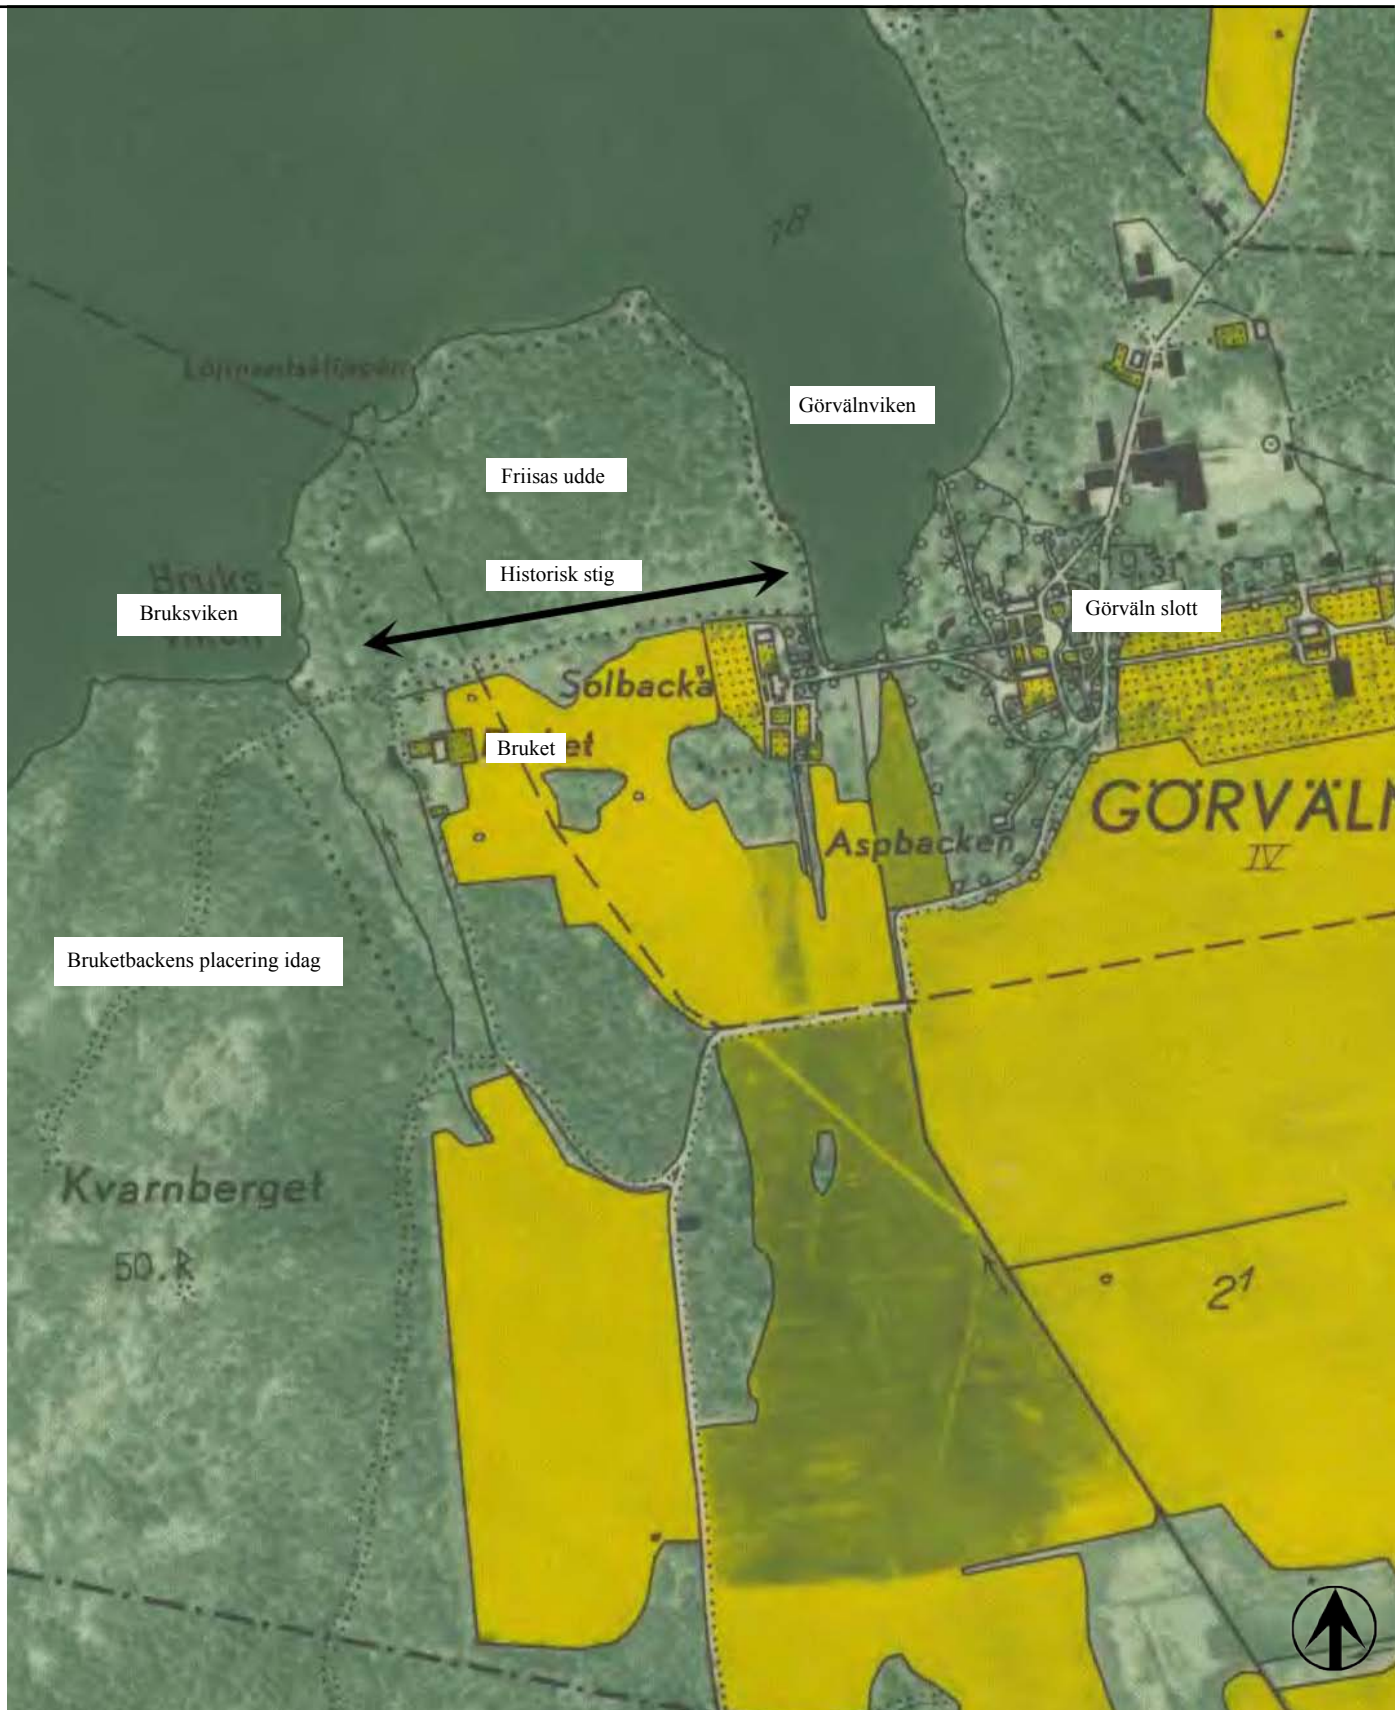 18
Görvälnviken
Friisas udde
Historisk stig
Bruks-
Bruksviken
Görväln slott
Solbacka
Bruket
GÖRVÄLN
IV
Aspbacken
Bruketbackens placering idag
Kvarnberget
50.R
2¹